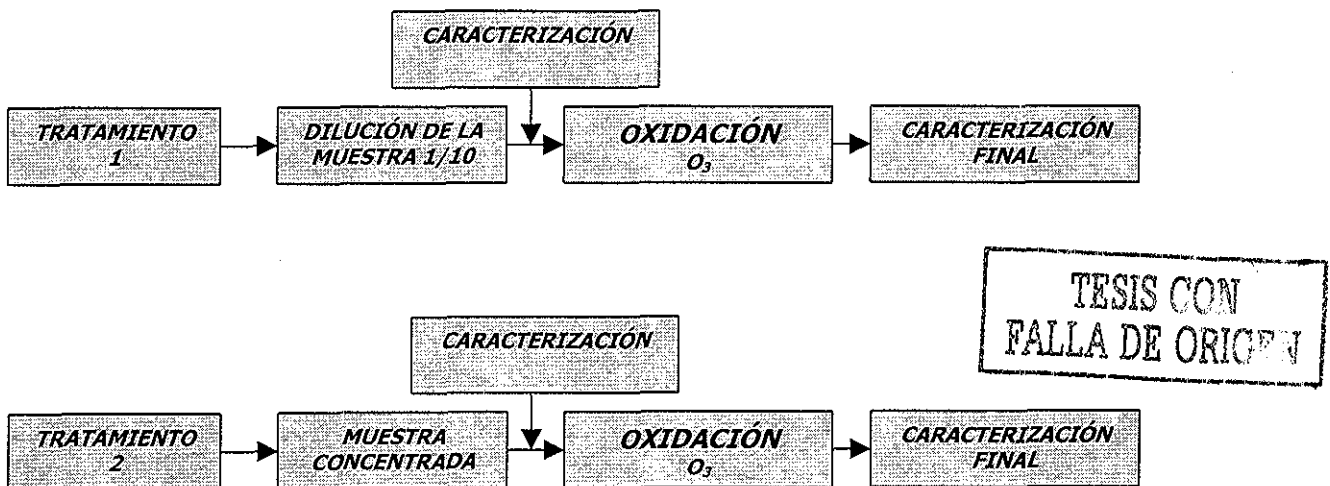 CARACTERIZACIÓN
TRATAMIENTO
1
DILUCIÓN DE LA
MUESTRA 1/10
OXIDACIÓN
O₃
CARACTERIZACIÓN
FINAL
TESIS CON
FALLA DE ORIGEN
CARACTERIZACIÓN
TRATAMIENTO
2
MUESTRA
CONCENTRADA
OXIDACIÓN
O₃
CARACTERIZACIÓN
FINAL